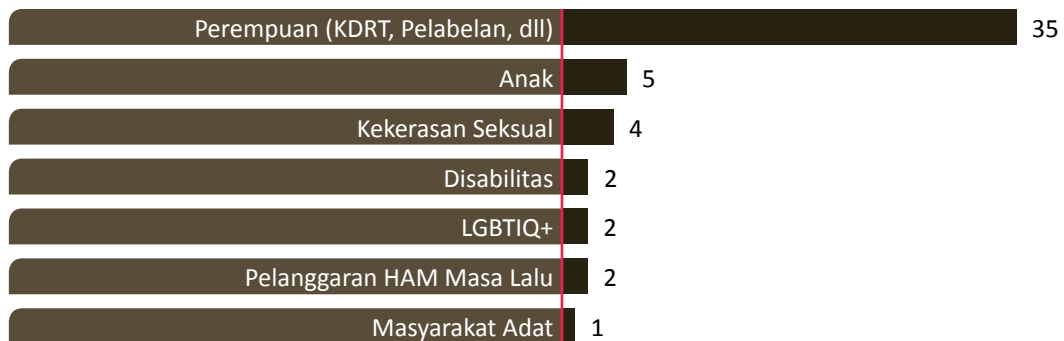 Perempuan (KDRT, Pelabelan, dll) 35
Anak 5
Kekerasan Seksual 4
Disabilitas 2
LGBTIQ+ 2
Pelanggaran HAM Masa Lalu 2
Masyarakat Adat 1